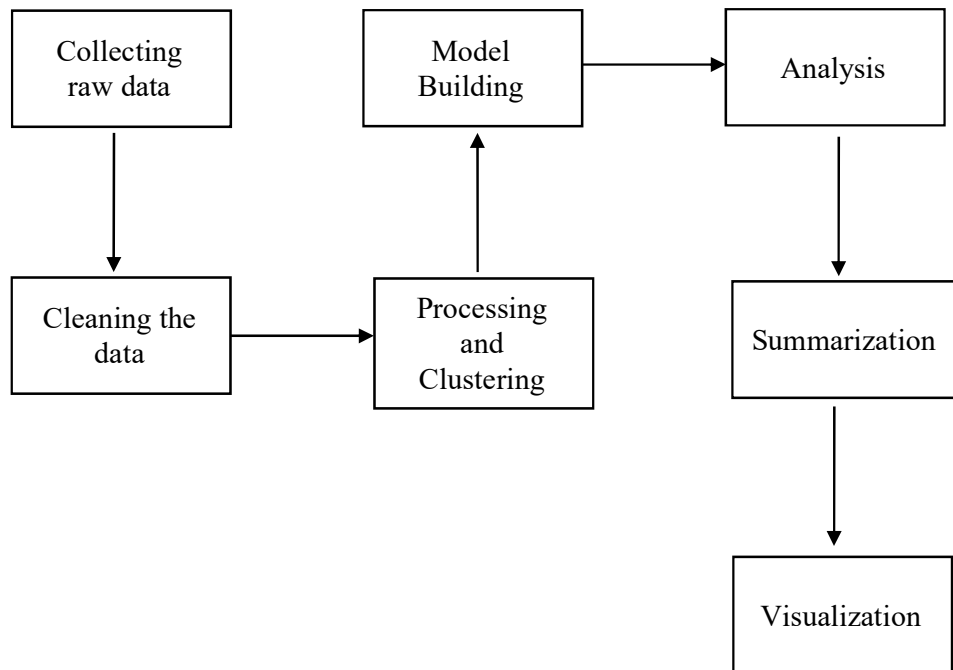 Collecting
raw data
Cleaning the
data
Processing
and
Clustering
Model
Building
Analysis
Summarization
Visualization